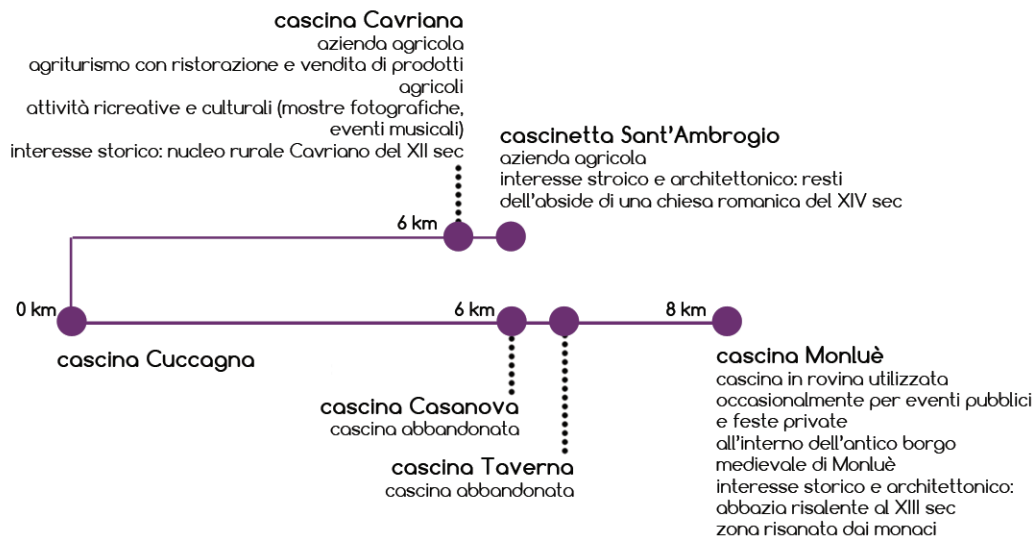 cascina Cavriana
azienda agricola
agriturismo con ristorazione e vendita di prodotti
agricoli
attività ricreative e culturali (mostre fotografiche,
eventi musicali)
interesse storico: nucleo rurale Cavriano del XII sec
cascinetta Sant'Ambrogio
azienda agricola
interesse stroico e architettonico: resti
dell'abside di una chiesa romanica del XIV sec
6 km
0 km
6 km
8 km
cascina Cuccagna
cascina Casanova
cascina abbandonata
cascina Taverna
cascina abbandonata
cascina Monluè
cascina in rovina utilizzata
occasionalmente per eventi pubblici
e feste private
all'interno dell'antico borgo
medievale di Monluè
interesse storico e architettonico:
abbazia risalente al XIII sec
zona risanata dai monaci